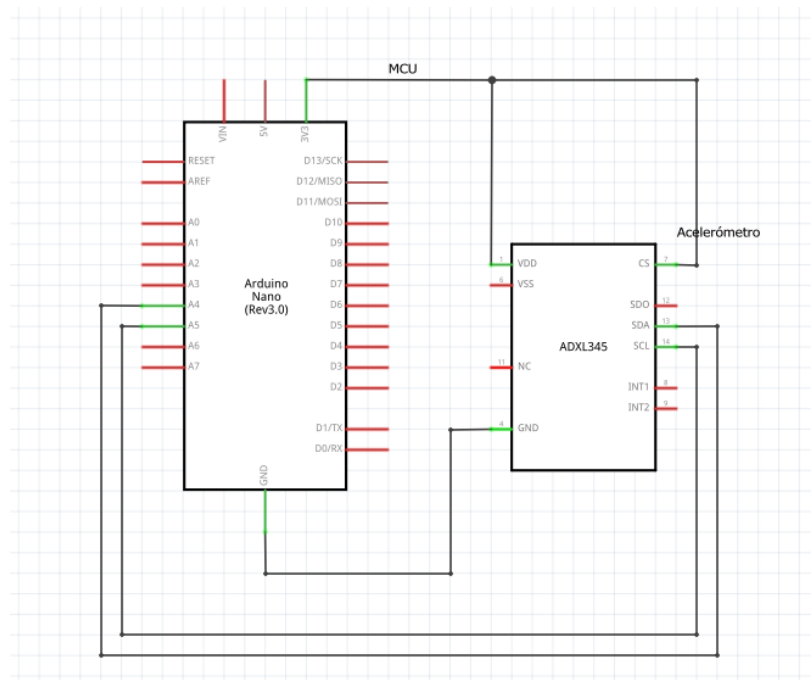 MCU
VIN
5V
3V3
RESET
AREF
A0
A1
A2
A3
A4
A5
A6
A7
D13/SCK
D12/MISO
D11/MOSI
D10
D9
D8
D7
D6
D5
D4
D3
D2
D1/TX
D0/RX
Arduino
Nano
(Rev3.0)
GND
Acelerómetro
1 VDD
6 VSS
11 NC
4 GND
ADXL345
CS 7
SDO 12
SDA 13
SCL 14
INT1 8
INT2 9